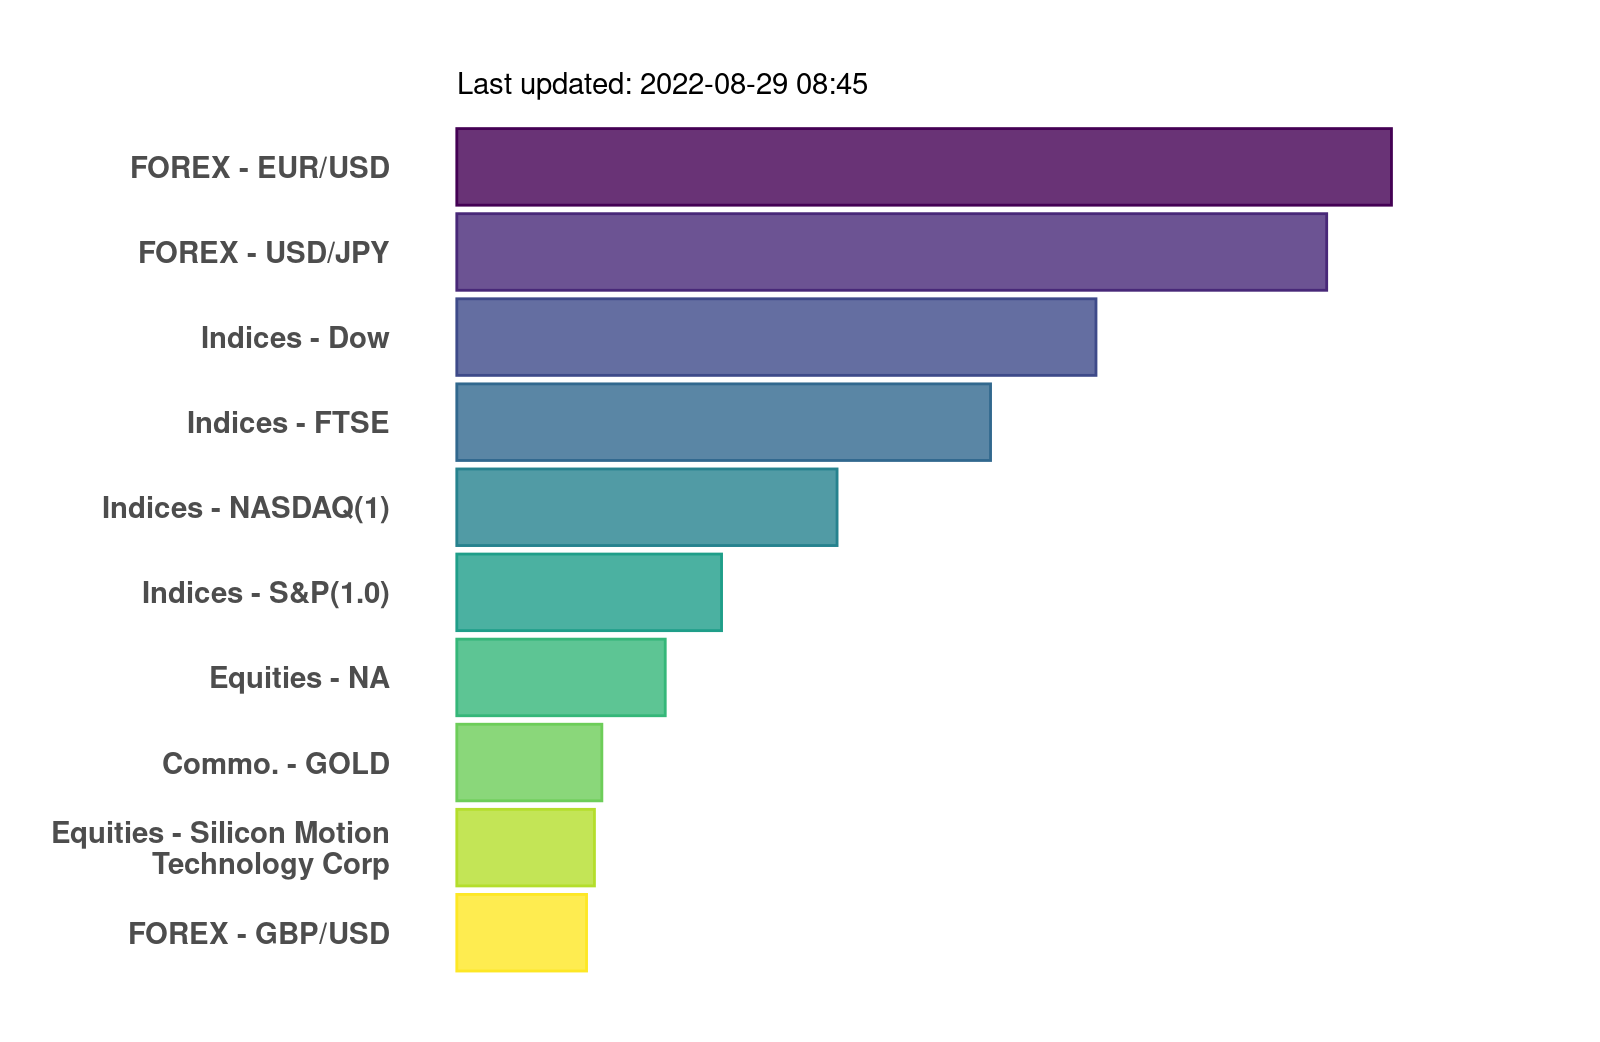 Last updated: 2022-08-29 08:45
FOREX - EUR/USD
FOREX - USD/JPY
Indices - Dow
Indices - FTSE
Indices - NASDAQ(1)
Indices - S&P(1.0)
Equities - NA
Commo. - GOLD
Equities - Silicon Motion
Technology Corp
FOREX - GBP/USD